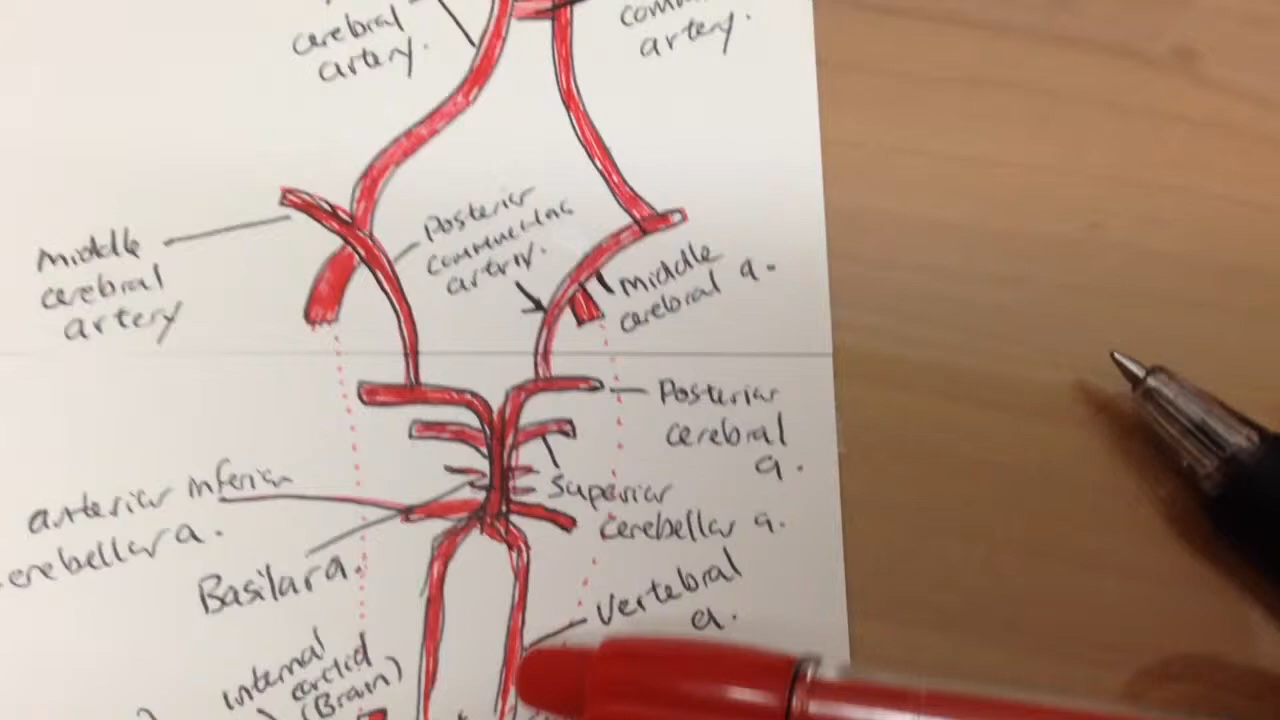 cerebral
artery.
artery.
Middle
cerebral
artery
Posterior
artery.
Middle
cerebral a.
Posterior
cerebral
a.
Superior
cerebellar a.
anterior inferior
cerebellar a.
Basilar a.
Vertebral
a.
internal
carotid
(Brain)